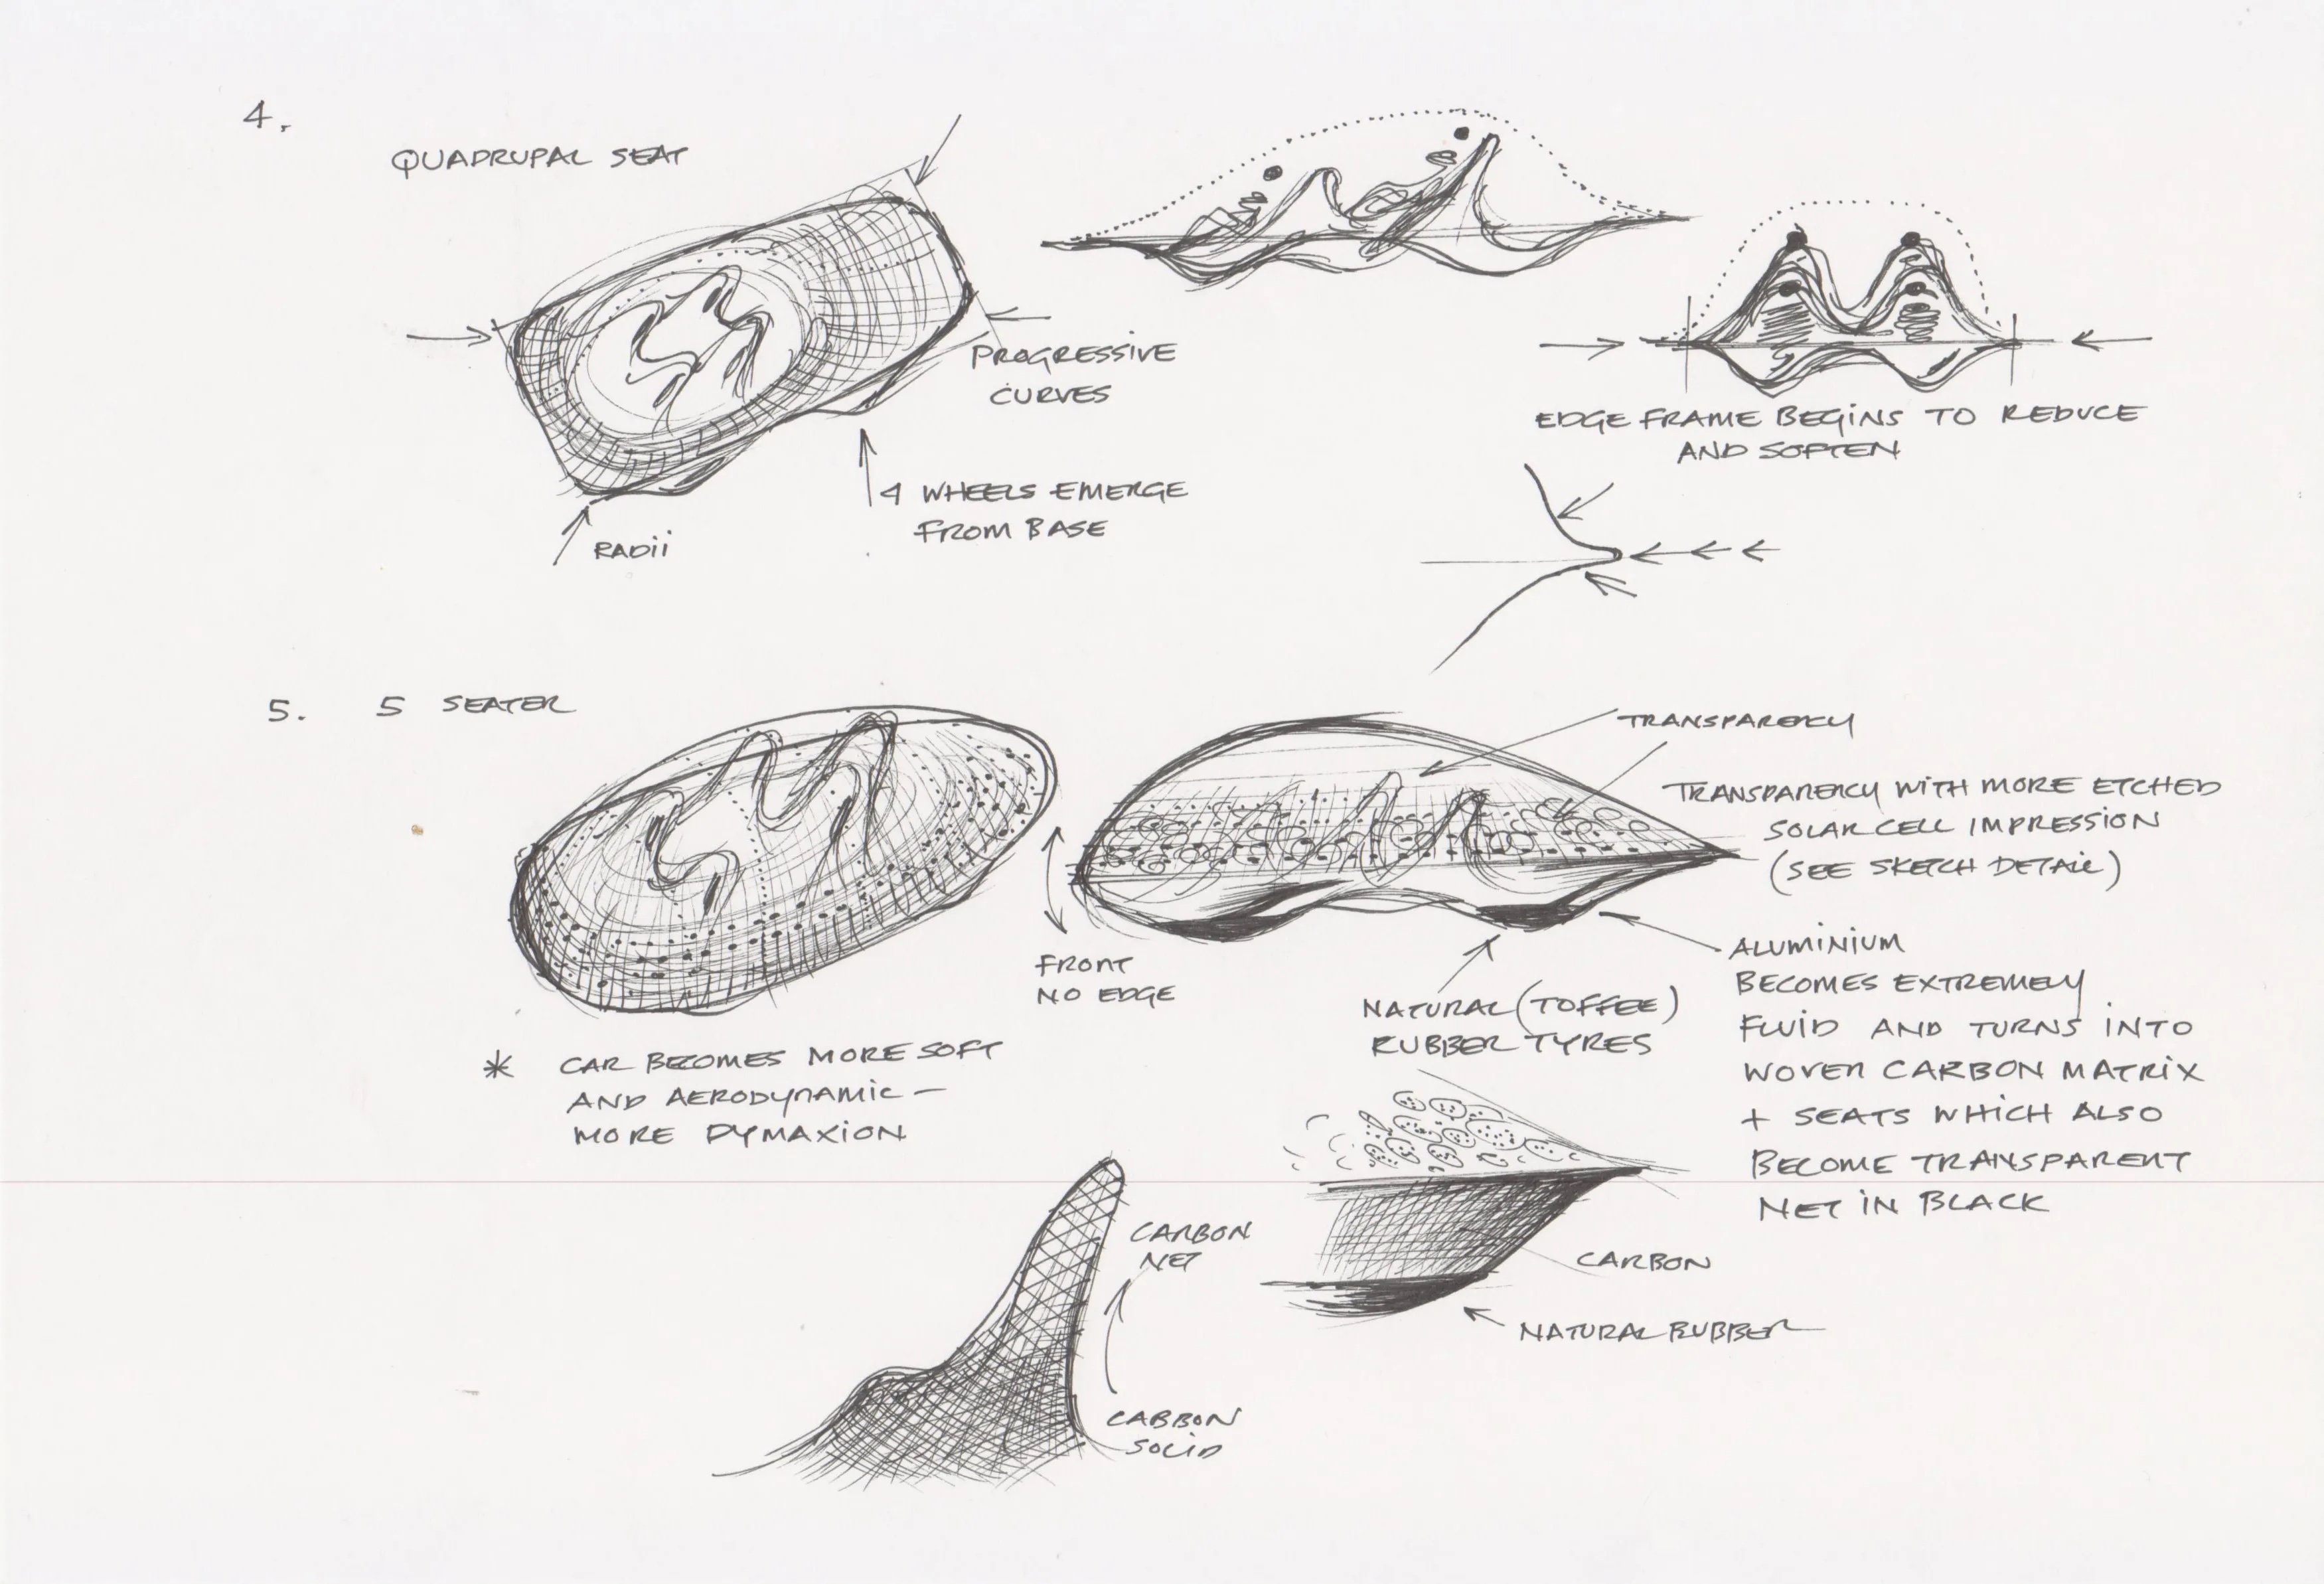 4.
QUADRUPAL SEAT
PROGRESSIVE
CURVES
4 WHEELS EMERGE
FROM BASE
RADii
EDGE FRAME BEGINS TO REDUCE
AND SOFTEN
5. 5 SEATER
TRANSPARENCY
TRANSPARENCY WITH MORE ETCHED
SOLAR CELL IMPRESSION
(SEE SKETCH DETAIL)
FRONT
NO EDGE
NATURAL (TOFFEE)
RUBBER TYRES
ALUMINIUM
BECOMES EXTREMELY
FLUID AND TURNS INTO
WOVEN CARBON MATRIX
+ SEATS WHICH ALSO
BECOME TRANSPARENT
NET IN BLACK
* CAR BECOMES MORE SOFT
AND AERODYNAMIC -
MORE DYMAXION
CARBON
NET
CARBON
NATURAL RUBBER
CARBON
SOLID